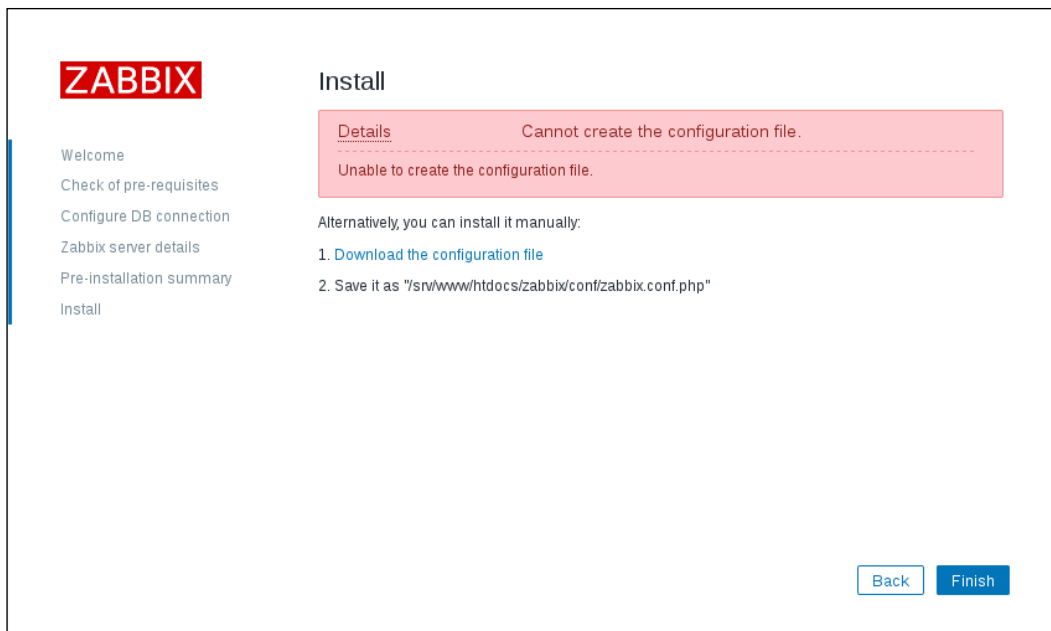 ZABBIX
Welcome
Check of pre-requisites
Configure DB connection
Zabbix server details
Pre-installation summary
Install
Install
Details Cannot create the configuration file.
Unable to create the configuration file.
Alternatively, you can install it manually:
1. Download the configuration file
2. Save it as "/srv/www/htdocs/zabbix/conf/zabbix.conf.php"
Back Finish